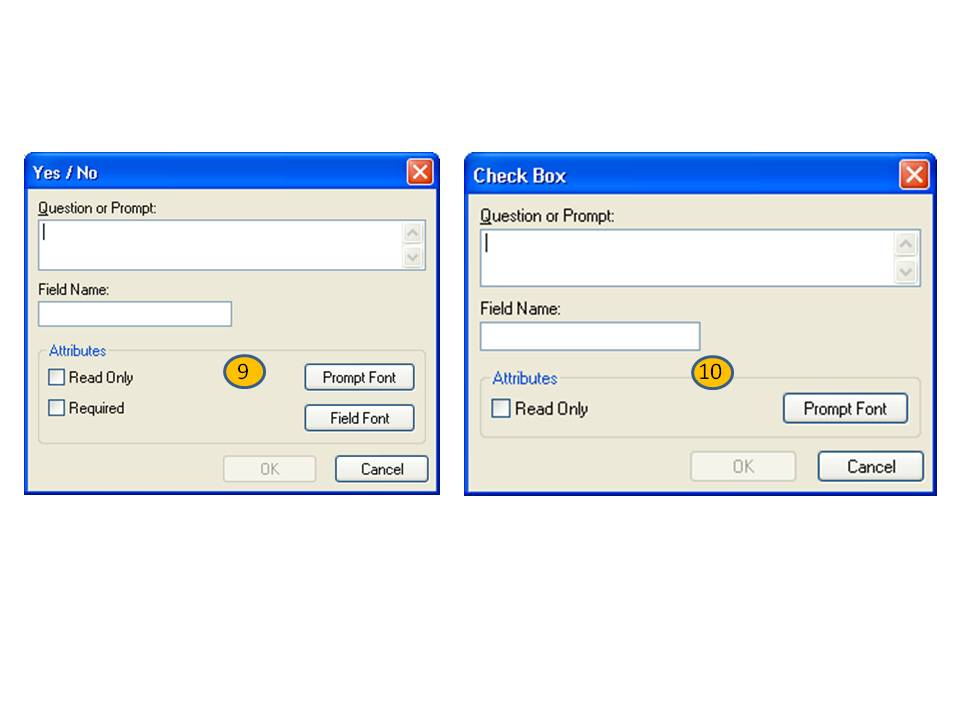 Yes / No
Question or Prompt:
Field Name:
Attributes
Read Only
9
Prompt Font
Required
Field Font
OK
Cancel
Check Box
Question or Prompt:
Field Name:
10
Attributes
Read Only
Prompt Font
OK
Cancel